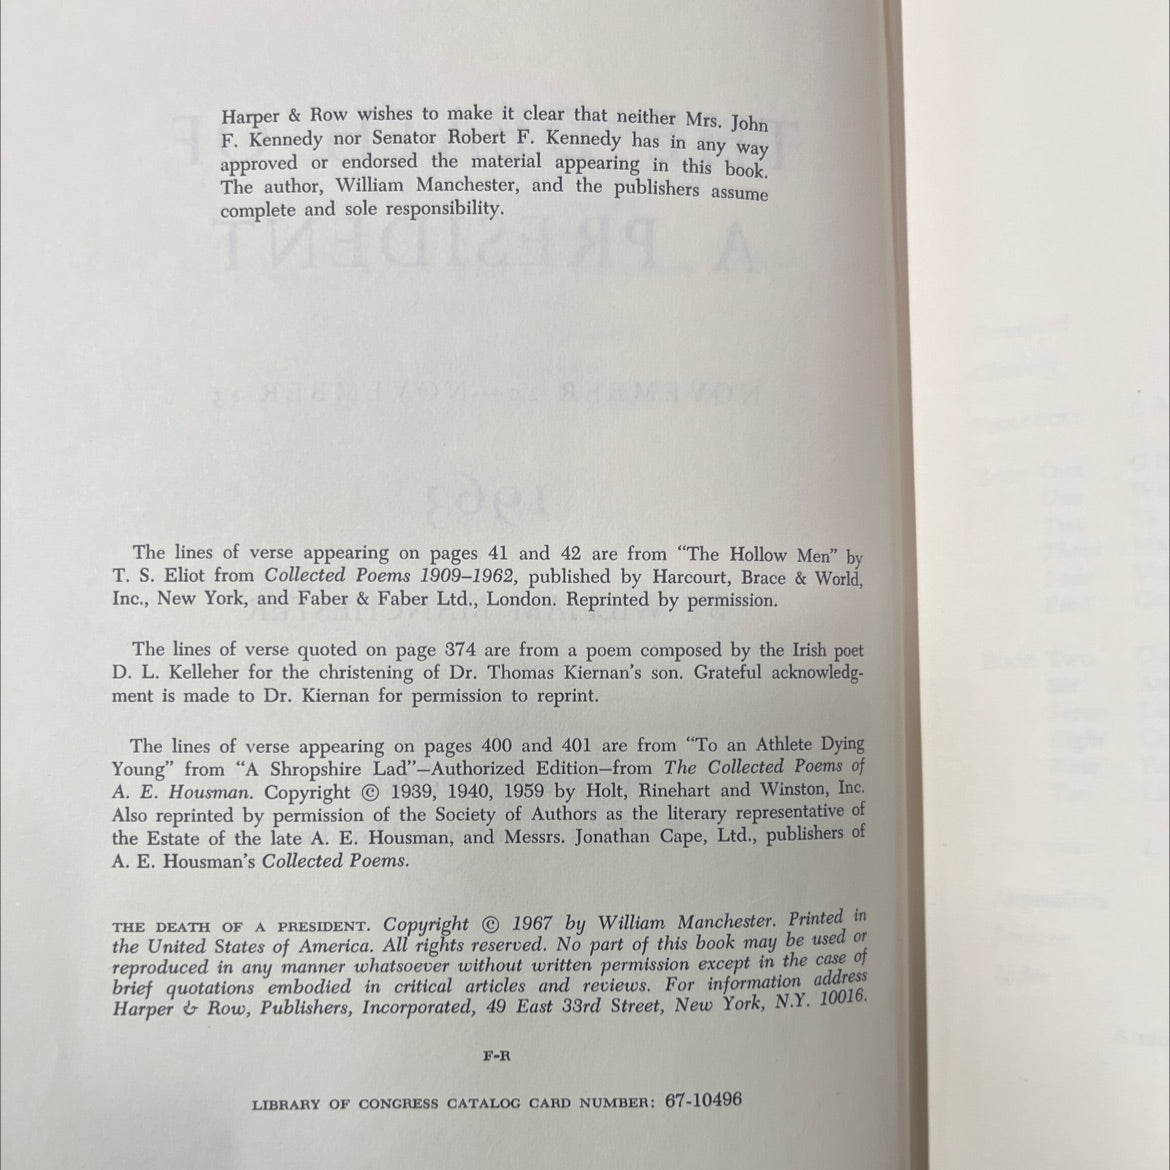 Harper & Row wishes to make it clear that neither Mrs. John
F. Kennedy nor Senator Robert F. Kennedy has in any way
approved or endorsed the material appearing in this book.
The author, William Manchester, and the publishers assume
complete and sole responsibility.
A PRESIDENT
1963
The lines of verse appearing on pages 41 and 42 are from “The Hollow Men” by
T. S. Eliot from Collected Poems 1909–1962, published by Harcourt, Brace & World,
Inc., New York, and Faber & Faber Ltd., London. Reprinted by permission.
The lines of verse quoted on page 374 are from a poem composed by the Irish poet
D. L. Kelleher for the christening of Dr. Thomas Kiernan’s son. Grateful acknowledg-
ment is made to Dr. Kiernan for permission to reprint.
The lines of verse appearing on pages 400 and 401 are from “To an Athlete Dying
Young” from “A Shropshire Lad”—Authorized Edition—from The Collected Poems of
A. E. Housman. Copyright © 1939, 1940, 1959 by Holt, Rinehart and Winston, Inc.
Also reprinted by permission of the Society of Authors as the literary representative of
the Estate of the late A. E. Housman, and Messrs. Jonathan Cape, Ltd., publishers of
A. E. Housman’s Collected Poems.
THE DEATH OF A PRESIDENT. Copyright © 1967 by William Manchester. Printed in
the United States of America. All rights reserved. No part of this book may be used or
reproduced in any manner whatsoever without written permission except in the case of
brief quotations embodied in critical articles and reviews. For information address
Harper & Row, Publishers, Incorporated, 49 East 33rd Street, New York, N.Y. 10016.
F-R
LIBRARY OF CONGRESS CATALOG CARD NUMBER: 67-10496